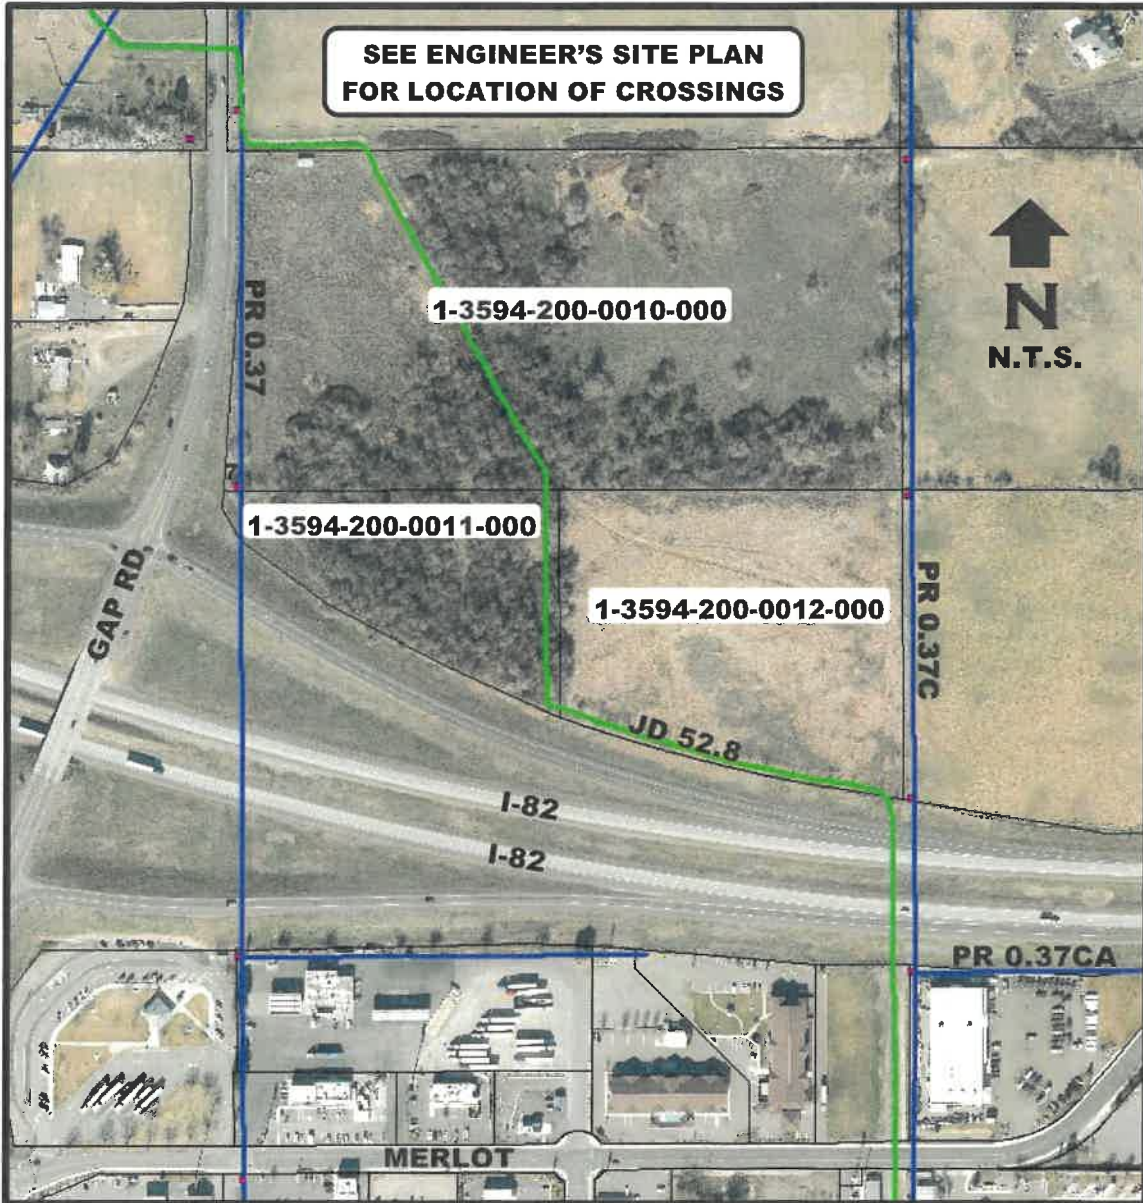 SEE ENGINEER'S SITE PLAN
FOR LOCATION OF CROSSINGS
N
N.T.S.
PR 0.37
1-3594-200-0010-000
7
1-3594-200-0011-000
GAP RD
1-3594-200-0012-000
PR 0.37C
JD 52.8
I-82
I-82
PR 0.37CA
MERLOT